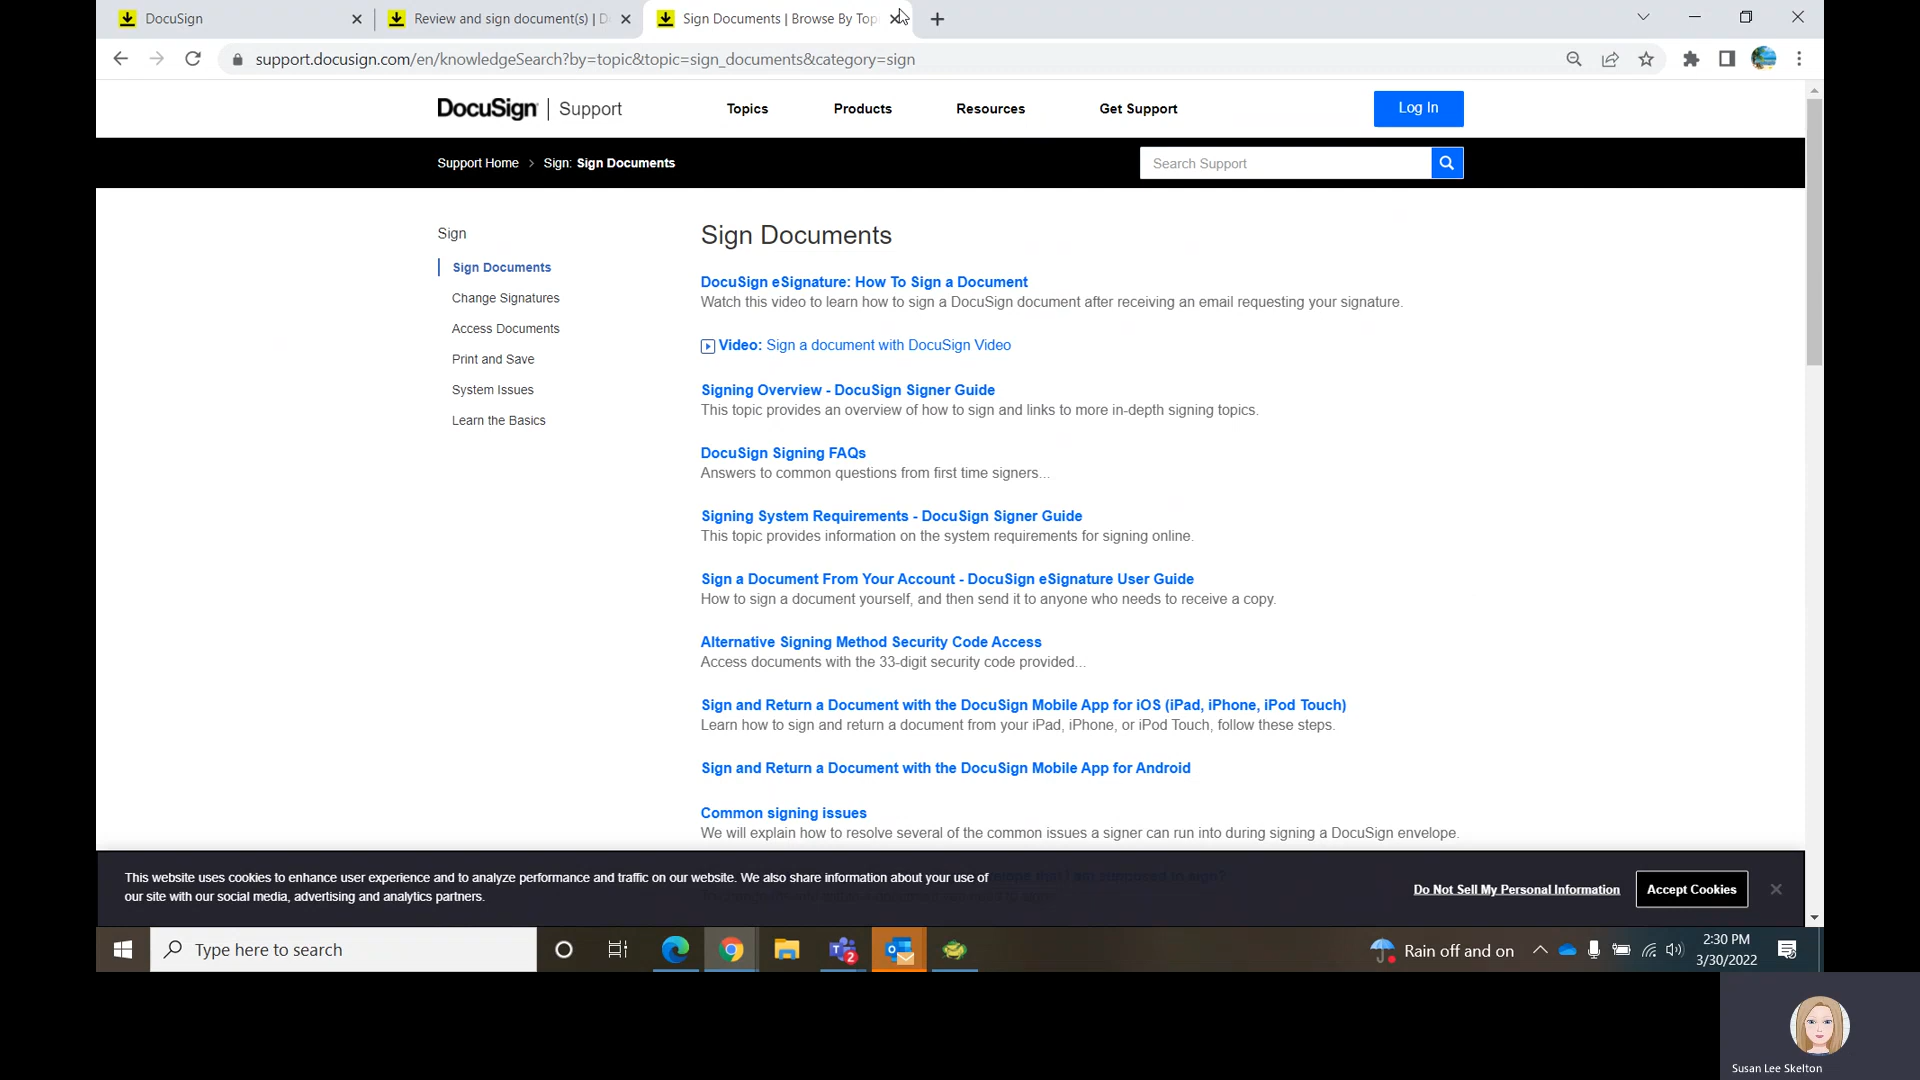 DocuSign
Review and sign document(s) | D
Sign Documents | Browse By Top
support.docusign.com/en/knowledgeSearch?by=topic&topic=sign_documents&category=sign
DocuSign | Support
Topics
Products
Resources
Get Support
Log In
Support Home > Sign: Sign Documents
Search Support
Sign
Sign Documents
Change Signatures
Access Documents
Print and Save
System Issues
Learn the Basics
Sign Documents
DocuSign eSignature: How To Sign a Document
Watch this video to learn how to sign a DocuSign document after receiving an email requesting your signature.
Video: Sign a document with DocuSign Video
Signing Overview - DocuSign Signer Guide
This topic provides an overview of how to sign and links to more in-depth signing topics.
DocuSign Signing FAQs
Answers to common questions from first time signers...
Signing System Requirements - DocuSign Signer Guide
This topic provides information on the system requirements for signing online.
Sign a Document From Your Account - DocuSign eSignature User Guide
How to sign a document yourself, and then send it to anyone who needs to receive a copy.
Alternative Signing Method Security Code Access
Access documents with the 33-digit security code provided...
Sign and Return a Document with the DocuSign Mobile App for iOS (iPad, iPhone, iPod Touch)
Learn how to sign and return a document from your iPad, iPhone, or iPod Touch, follow these steps.
Sign and Return a Document with the DocuSign Mobile App for Android
Common signing issues
We will explain how to resolve several of the common issues a signer can run into during signing a DocuSign envelope.
This website uses cookies to enhance user experience and to analyze performance and traffic on our website. We also share information about your use of
our site with our social media, advertising and analytics partners.
Do Not Sell My Personal Information
Accept Cookies
Type here to search
2
Rain off and on
2:30 PM
3/30/2022
Susan Lee Skelton